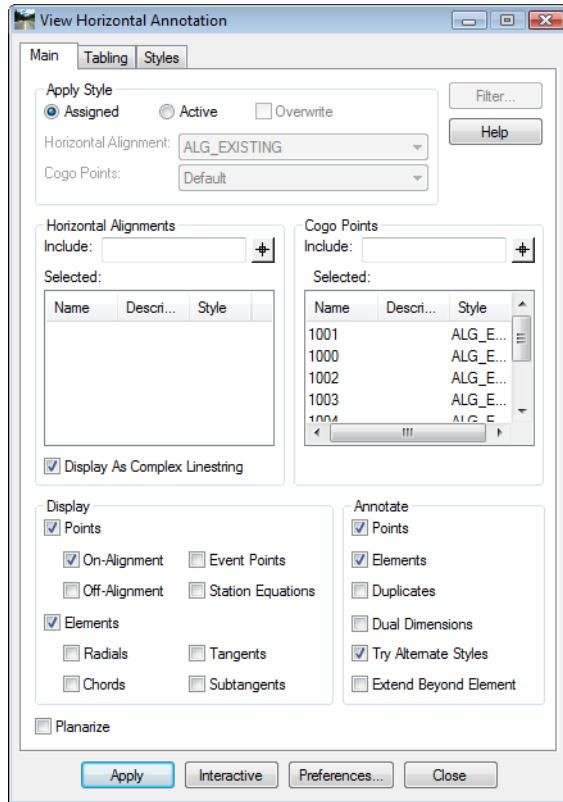 View Horizontal Annotation
Main Tabling Styles
Apply Style
Assigned Active Overwrite
Filter...
Horizontal Alignment: ALG_EXISTING
Help
Cogo Points: Default
Horizontal Alignments
Include:
Selected:
Name Descri... Style
Display As Complex Linestring
Cogo Points
Include:
Selected:
Name Descri... Style
1001 ALG_E...
1000 ALG_E...
1002 ALG_E...
1003 ALG_E...
1004 ALG_E...
Display
Points
On-Alignment Event Points
Off-Alignment Station Equations
Elements
Radials Tangents
Chords Subtangents
Annotate
Points
Elements
Duplicates
Dual Dimensions
Try Alternate Styles
Extend Beyond Element
Planarize
Apply Interactive Preferences... Close